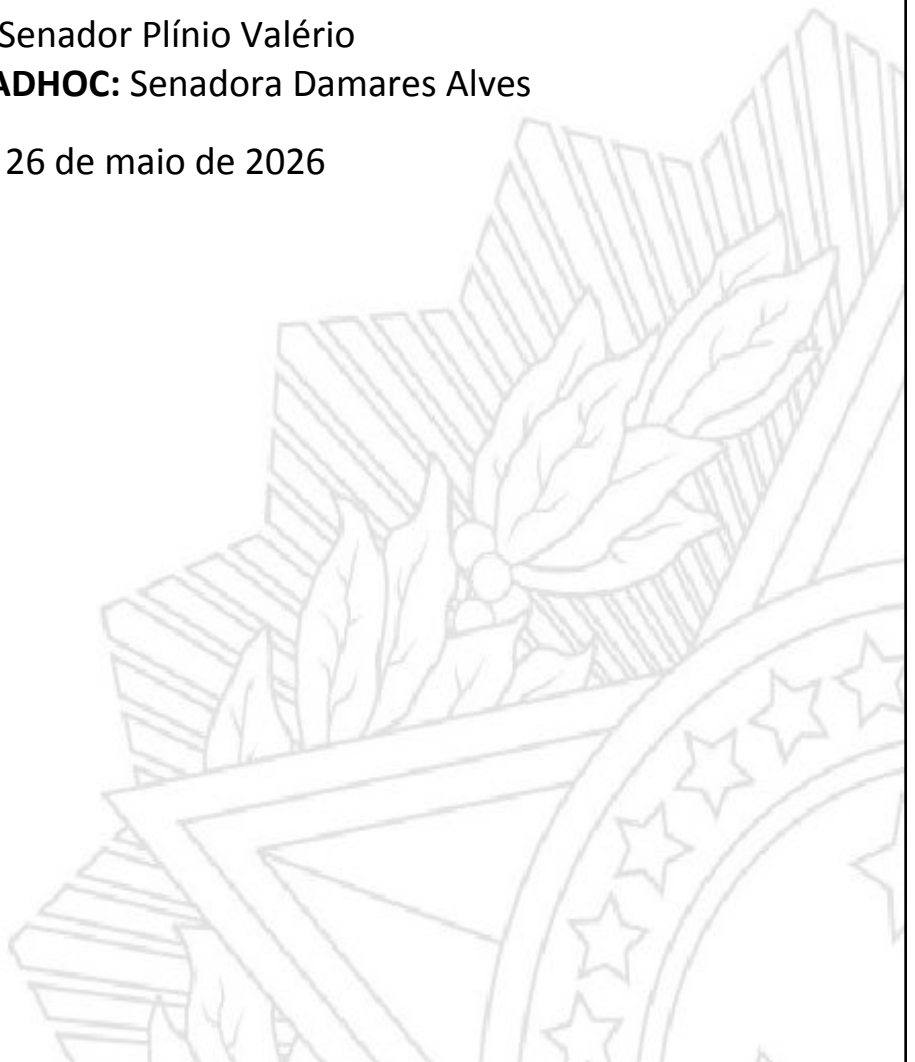 Senador Plínio Valério
ADHOC: Senadora Damares Alves
26 de maio de 2026